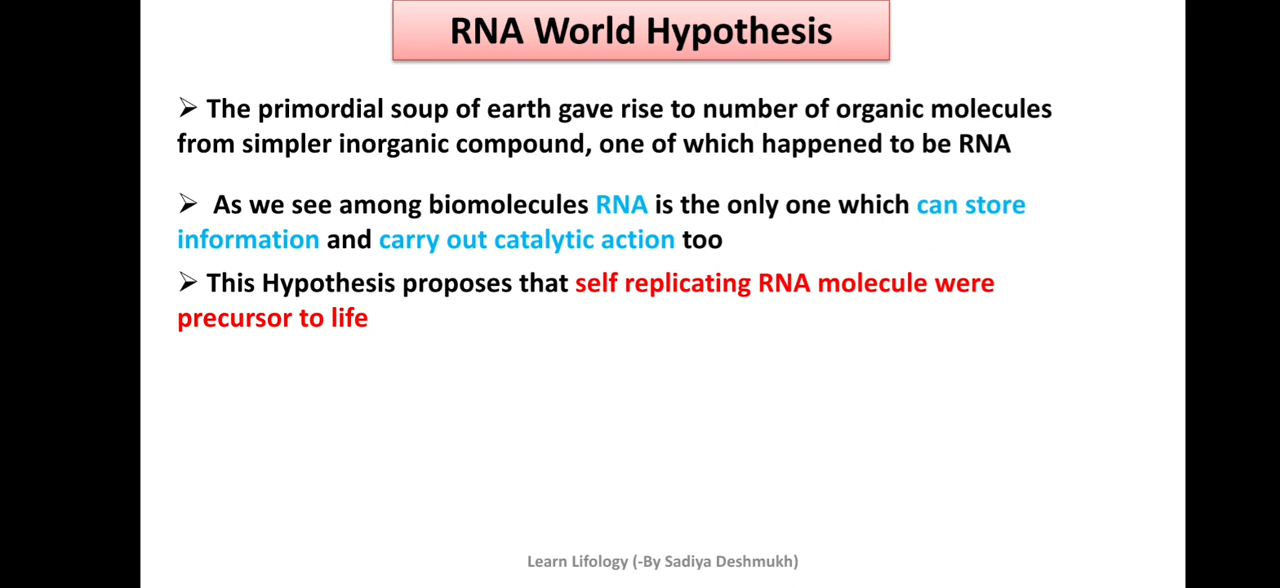 RNA World Hypothesis
➢ The primordial soup of earth gave rise to number of organic molecules
from simpler inorganic compound, one of which happened to be RNA
➢ As we see among biomolecules RNA is the only one which can store
information and carry out catalytic action too
➢ This Hypothesis proposes that self replicating RNA molecule were
precursor to life
Learn Lifology (-By Sadiya Deshmukh)